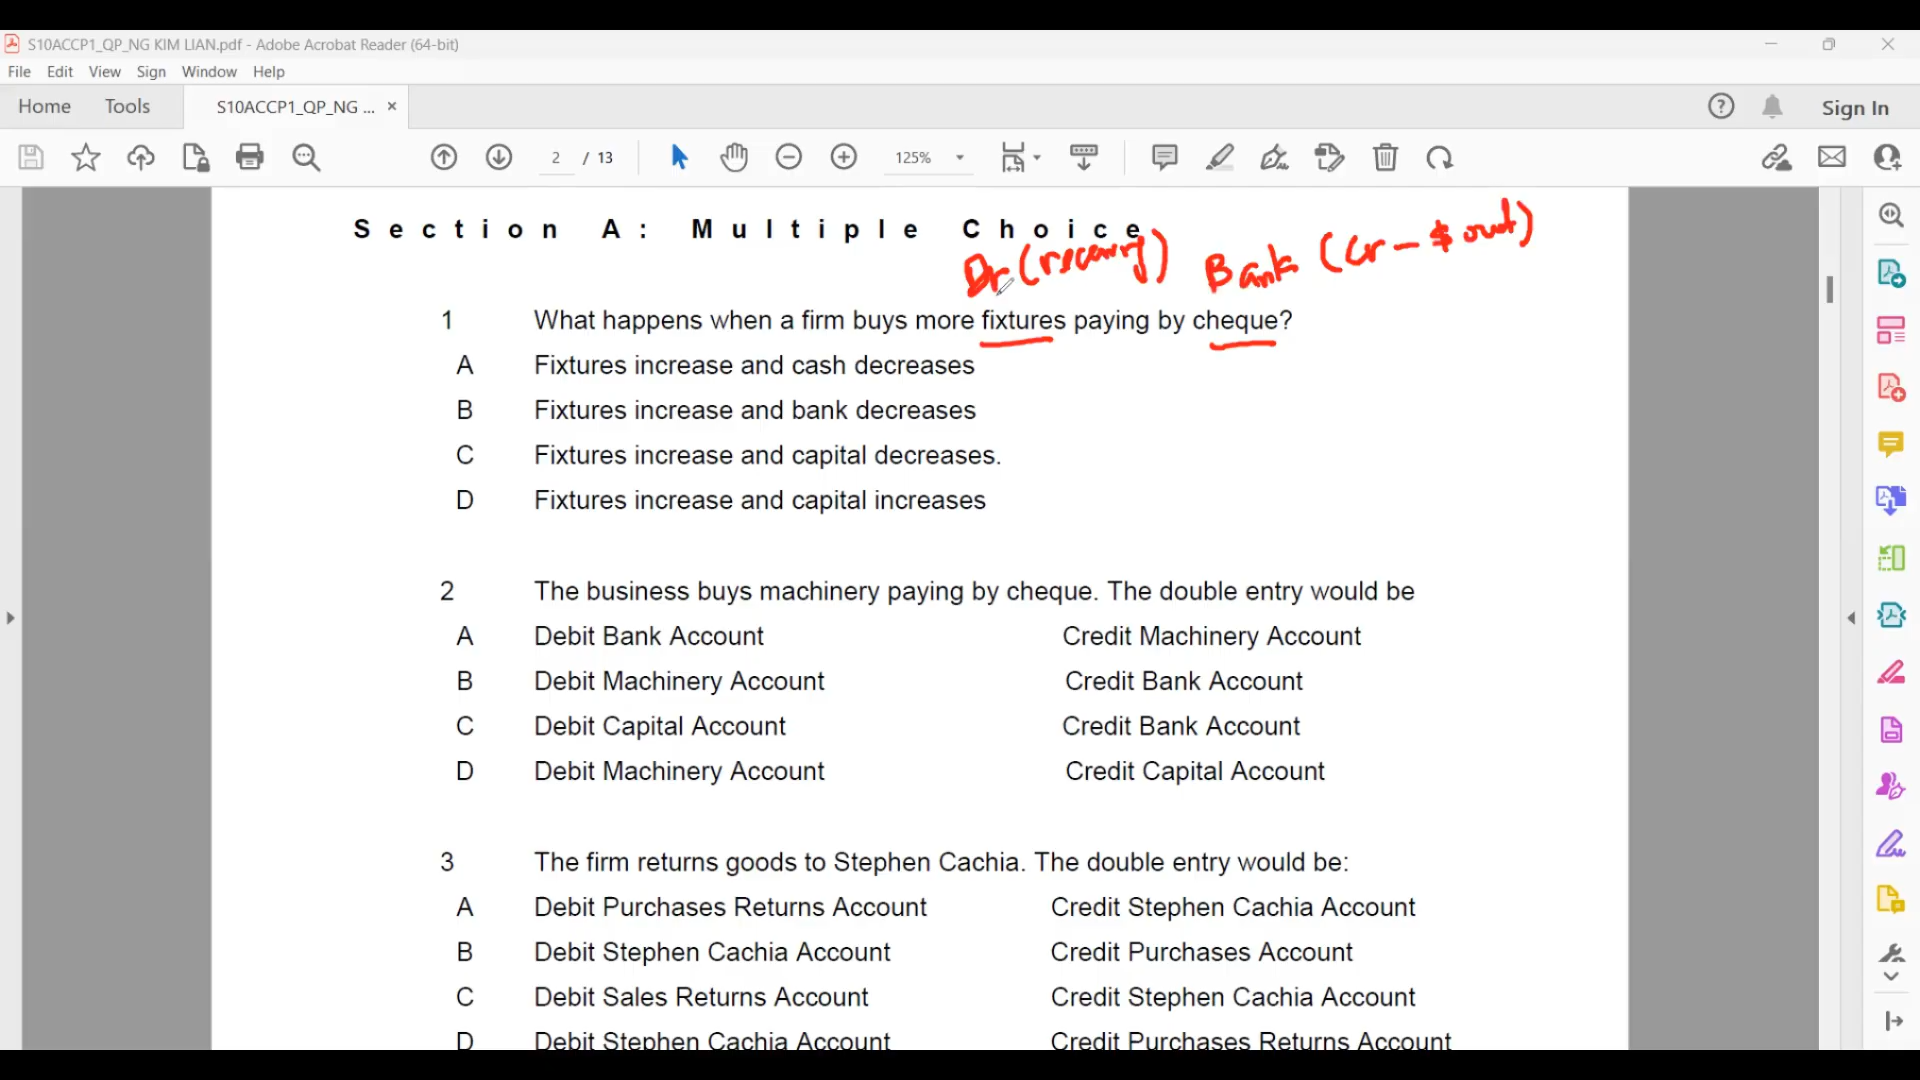 S10ACCP1_QP_NG KIM LIAN.pdf - Adobe Acrobat Reader (64-bit)
File Edit View Sign Window Help
Home Tools S10ACCP1_QP_NG ... × Sign In
2 / 13 125%
Section A: Multiple Choice
Dr (receiving) Bank (Cr – $ out)
1 What happens when a firm buys more fixtures paying by cheque?
A Fixtures increase and cash decreases
B Fixtures increase and bank decreases
C Fixtures increase and capital decreases.
D Fixtures increase and capital increases
2 The business buys machinery paying by cheque. The double entry would be
A Debit Bank Account Credit Machinery Account
B Debit Machinery Account Credit Bank Account
C Debit Capital Account Credit Bank Account
D Debit Machinery Account Credit Capital Account
3 The firm returns goods to Stephen Cachia. The double entry would be:
A Debit Purchases Returns Account Credit Stephen Cachia Account
B Debit Stephen Cachia Account Credit Purchases Account
C Debit Sales Returns Account Credit Stephen Cachia Account
D Debit Stephen Cachia Account Credit Purchases Returns Account